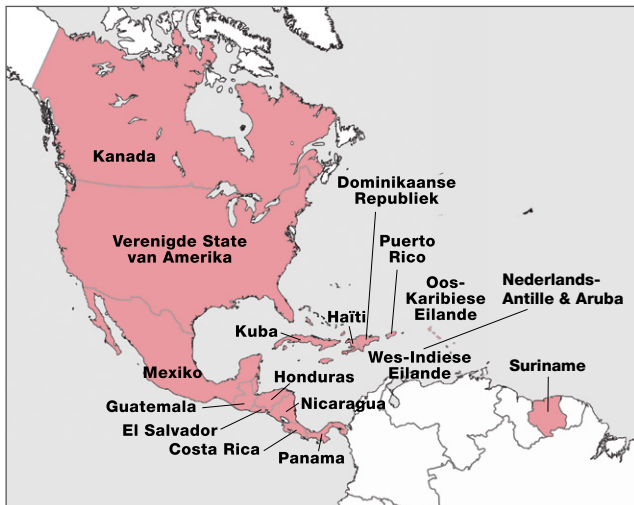 Kanada
Dominikaanse
Republiek
Verenigde State
van Amerika
Puerto
Rico
Oos-
Karibiese
Eilande
Nederlands-
Antille & Aruba
Haïti
Kuba
Wes-Indiese
Eilande
Suriname
Mexiko
Honduras
Guatemala
Nicaragua
El Salvador
Costa Rica
Panama